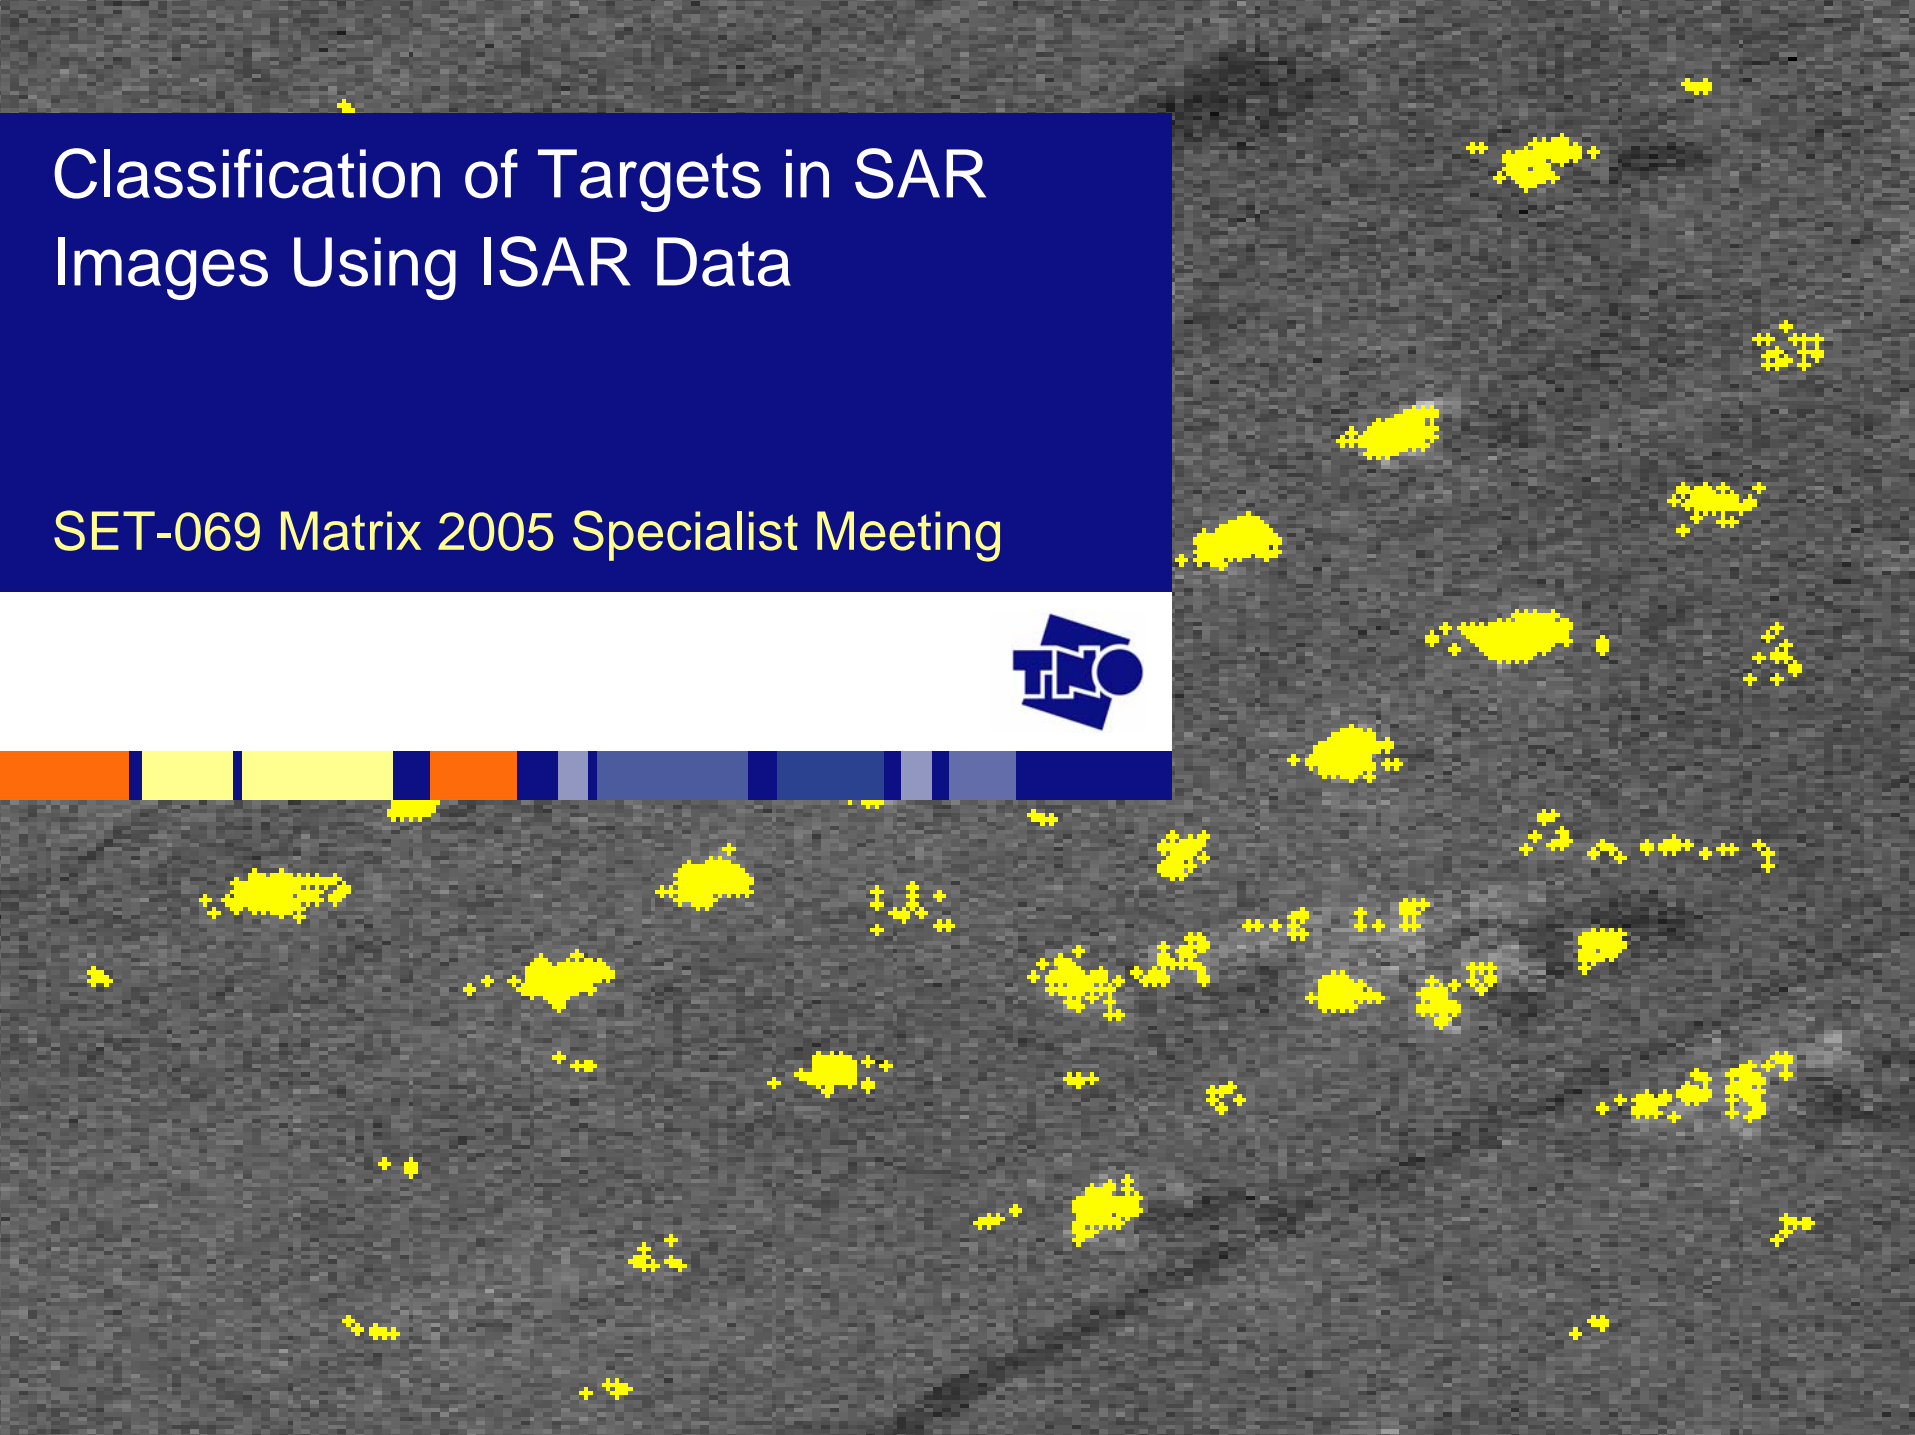 Classification of Targets in SAR
Images Using ISAR Data
SET-069 Matrix 2005 Specialist Meeting
TNO